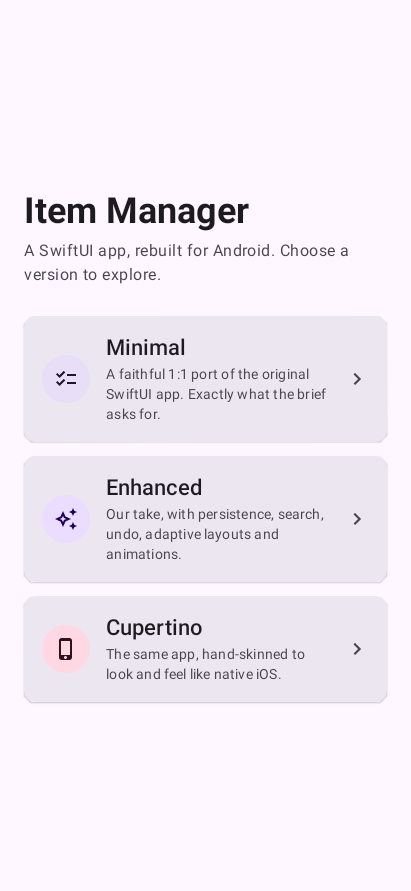 Item Manager
A SwiftUI app, rebuilt for Android. Choose a
version to explore.
Minimal
A faithful 1:1 port of the original
SwiftUI app. Exactly what the brief
asks for.
Enhanced
Our take, with persistence, search,
undo, adaptive layouts and
animations.
Cupertino
The same app, hand-skinned to
look and feel like native iOS.